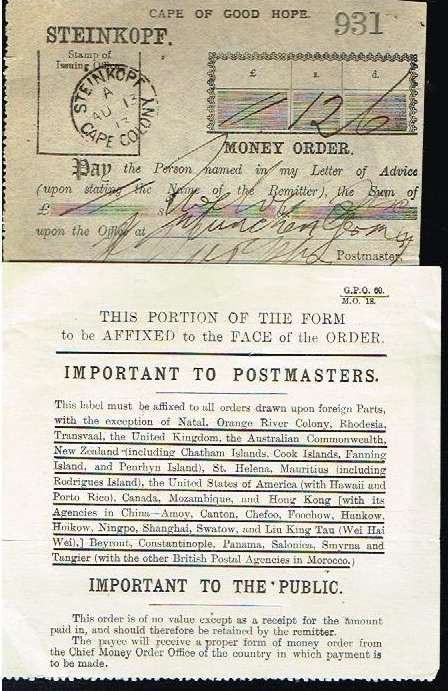 CAPE OF GOOD HOPE.
931
STEINKOPF.
Stamp of
Issuing Office
£ s. d.
STEINKOPF
A
AU 13
13
CAPE COLONY
12 6
MONEY ORDER.
Pay the Person named in my Letter of Advice
(upon stating the Name of the Remitter), the Sum of
£ s
upon the Office at München
Postmaster.
G.P.O. 60.
M.O. 18.
THIS PORTION OF THE FORM
to be AFFIXED to the FACE of the ORDER.
IMPORTANT TO POSTMASTERS.
This label must be affixed to all orders drawn upon foreign Parts,
with the exception of Natal, Orange River Colony, Rhodesia,
Transvaal, the United Kingdom, the Australian Commonwealth,
New Zealand (including Chatham Islands, Cook Islands, Fanning
Island, and Penrhyn Island), St. Helena, Mauritius (including
Rodrigues Island), the United States of America (with Hawaii and
Porto Rico), Canada, Mozambique, and Hong Kong [with its
Agencies in China—Amoy, Canton, Chefoo, Foochow, Hankow,
Hoikow, Ningpo, Shanghai, Swatow, and Liu King Tau (Wei Hai
Wei),] Beyrout, Constantinople, Panama, Salonica, Smyrna and
Tangier (with the other British Postal Agencies in Morocco.)
IMPORTANT TO THE PUBLIC.
This order is of no value except as a receipt for the amount
paid in, and should therefore be retained by the remitter.
The payee will receive a proper form of money order from
the Chief Money Order Office of the country in which payment is
to be made.